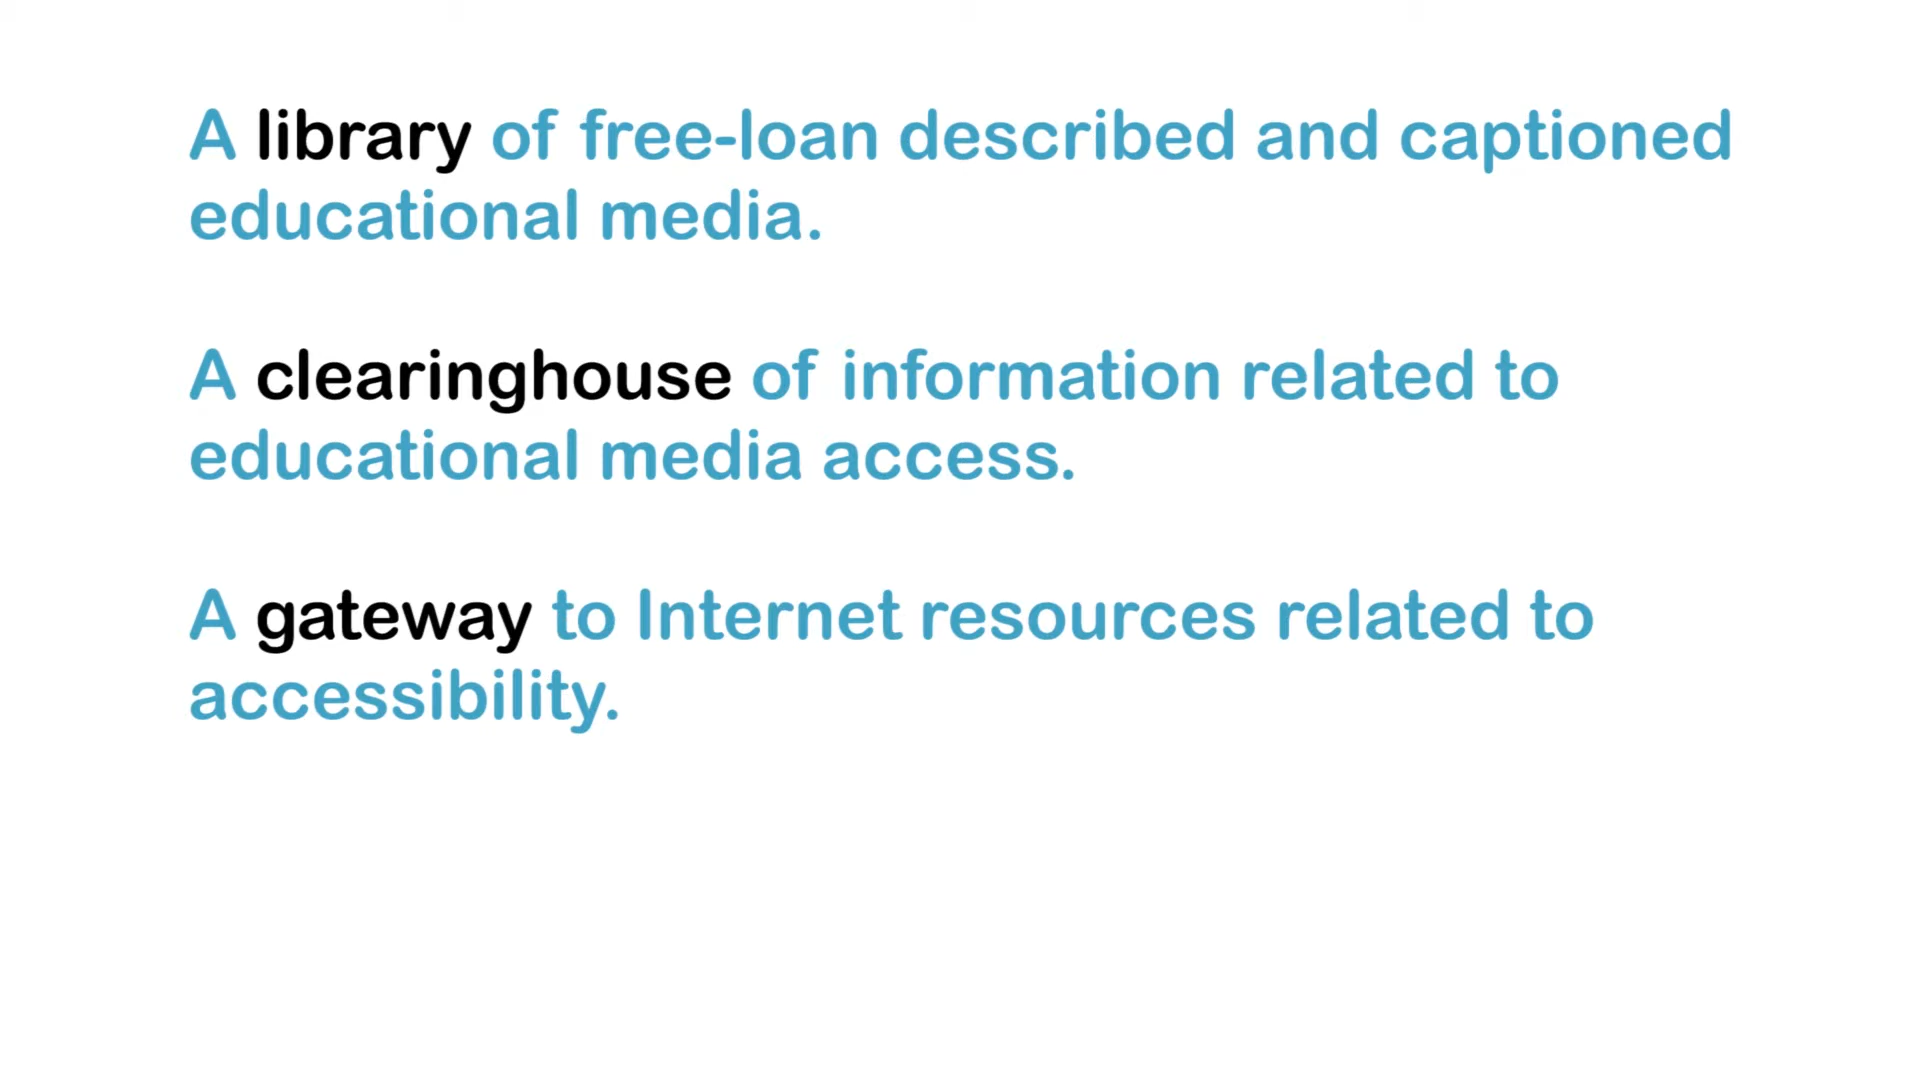 A library of free-loan described and captioned
educational media.
A clearinghouse of information related to
educational media access.
A gateway to Internet resources related to
accessibility.